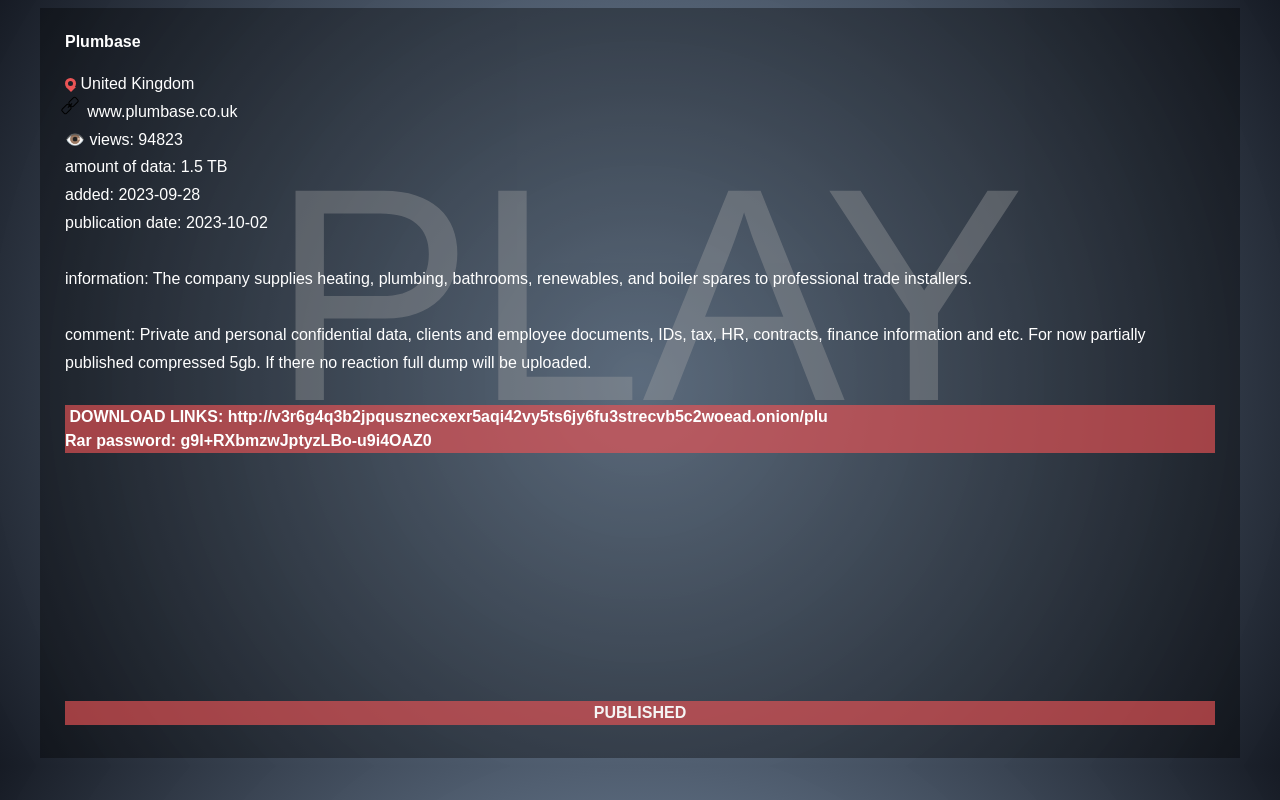 Plumbase
United Kingdom
www.plumbase.co.uk
views: 94823
amount of data: 1.5 TB
added: 2023-09-28
publication date: 2023-10-02
PLAY
information: The company supplies heating, plumbing, bathrooms, renewables, and boiler spares to professional trade installers.
comment: Private and personal confidential data, clients and employee documents, IDs, tax, HR, contracts, finance information and etc. For now partially
published compressed 5gb. If there no reaction full dump will be uploaded.
DOWNLOAD LINKS: http://v3r6g4q3b2jpqusznecxexr5aqi42vy5ts6jy6fu3strecvb5c2woead.onion/plu
Rar password:
PUBLISHED